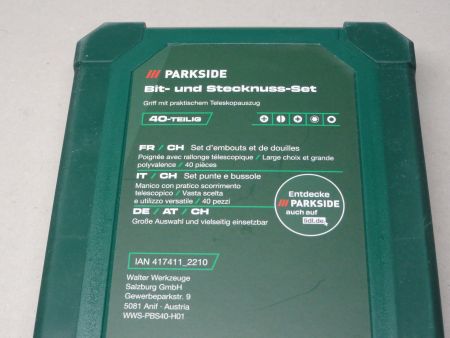 PARKSIDE
Bit- und Stecknuss-Set
Griff mit praktischem Teleskopauszug
40-TEILIG
FR / CH Set d'embouts et de douilles
Poignée avec rallonge télescopique / Large choix et grande
polyvalence / 40 pièces
IT / CH Set punte e bussole
Manico con pratico scorrimento
telescopico / Vasta scelta
e utilizzo versatile / 40 pezzi
DE / AT / CH
Große Auswahl und vielseitig einsetzbar
Entdecke
PARKSIDE
auch auf
lidl.de
IAN 417411_2210
Walter Werkzeuge
Salzburg GmbH
Gewerbeparkstr. 9
5081 Anif - Austria
WWS-PBS40-H01